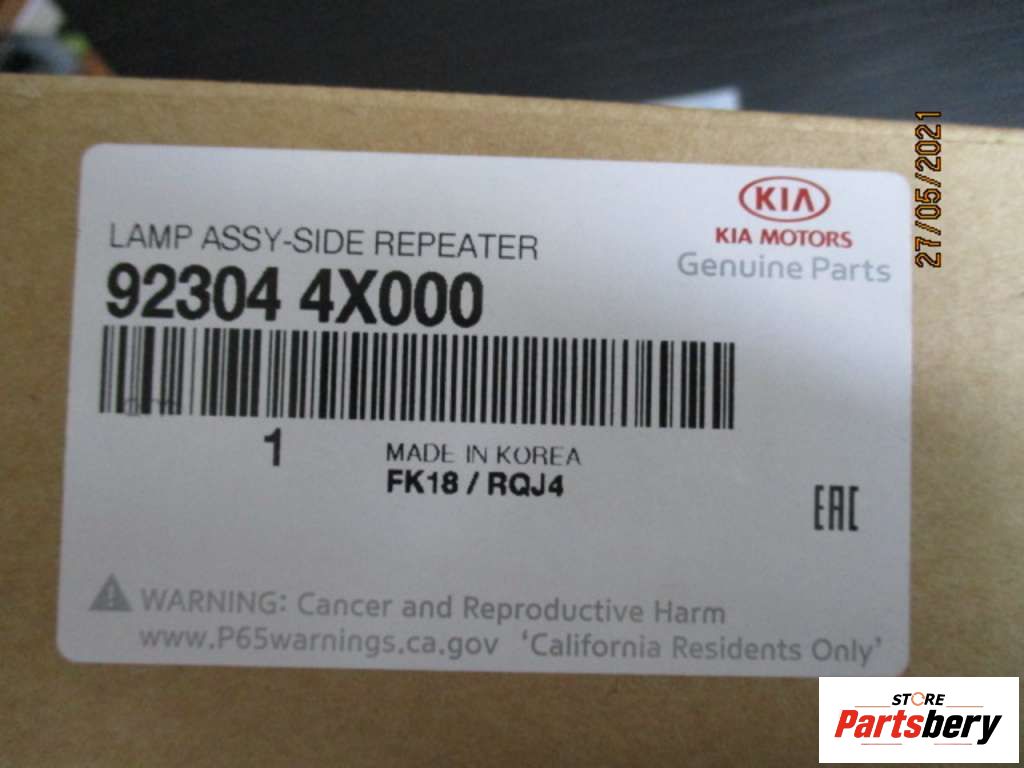 27/05/2021
KIA
KIA MOTORS
Genuine Parts
LAMP ASSY-SIDE REPEATER
92304 4X000
1
MADE IN KOREA
FK18 / RQJ4
EAC
WARNING: Cancer and Reproductive Harm
www.P65warnings.ca.gov 'California Residents Only'
STORE
Partsbery